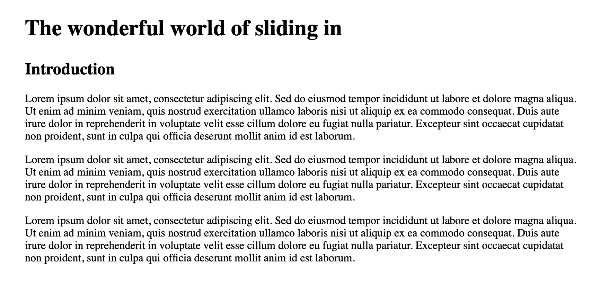 The wonderful world of sliding in
Introduction
Lorem ipsum dolor sit amet, consectetur adipiscing elit. Sed do eiusmod tempor incididunt ut labore et dolore magna aliqua.
Ut enim ad minim veniam, quis nostrud exercitation ullamco laboris nisi ut aliquip ex ea commodo consequat. Duis aute
irure dolor in reprehenderit in voluptate velit esse cillum dolore eu fugiat nulla pariatur. Excepteur sint occaecat cupidatat
non proident, sunt in culpa qui officia deserunt mollit anim id est laborum.
Lorem ipsum dolor sit amet, consectetur adipiscing elit. Sed do eiusmod tempor incididunt ut labore et dolore magna aliqua.
Ut enim ad minim veniam, quis nostrud exercitation ullamco laboris nisi ut aliquip ex ea commodo consequat. Duis aute
irure dolor in reprehenderit in voluptate velit esse cillum dolore eu fugiat nulla pariatur. Excepteur sint occaecat cupidatat
non proident, sunt in culpa qui officia deserunt mollit anim id est laborum.
Lorem ipsum dolor sit amet, consectetur adipiscing elit. Sed do eiusmod tempor incididunt ut labore et dolore magna aliqua.
Ut enim ad minim veniam, quis nostrud exercitation ullamco laboris nisi ut aliquip ex ea commodo consequat. Duis aute
irure dolor in reprehenderit in voluptate velit esse cillum dolore eu fugiat nulla pariatur. Excepteur sint occaecat cupidatat
non proident, sunt in culpa qui officia deserunt mollit anim id est laborum.